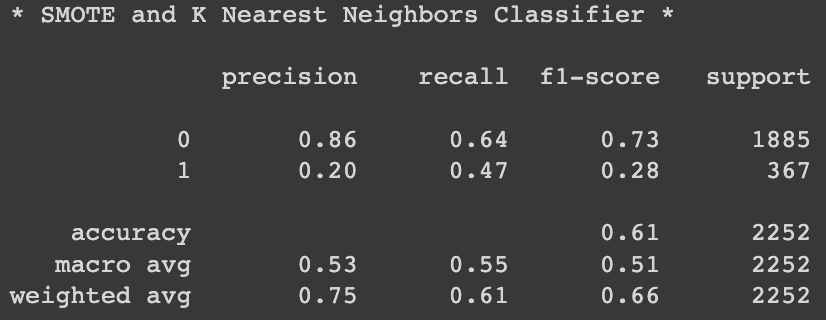 * SMOTE and K Nearest Neighbors Classifier *
precision recall f1-score support
0 0.86 0.64 0.73 1885
1 0.20 0.47 0.28 367
accuracy 0.61 2252
macro avg 0.53 0.55 0.51 2252
weighted avg 0.75 0.61 0.66 2252